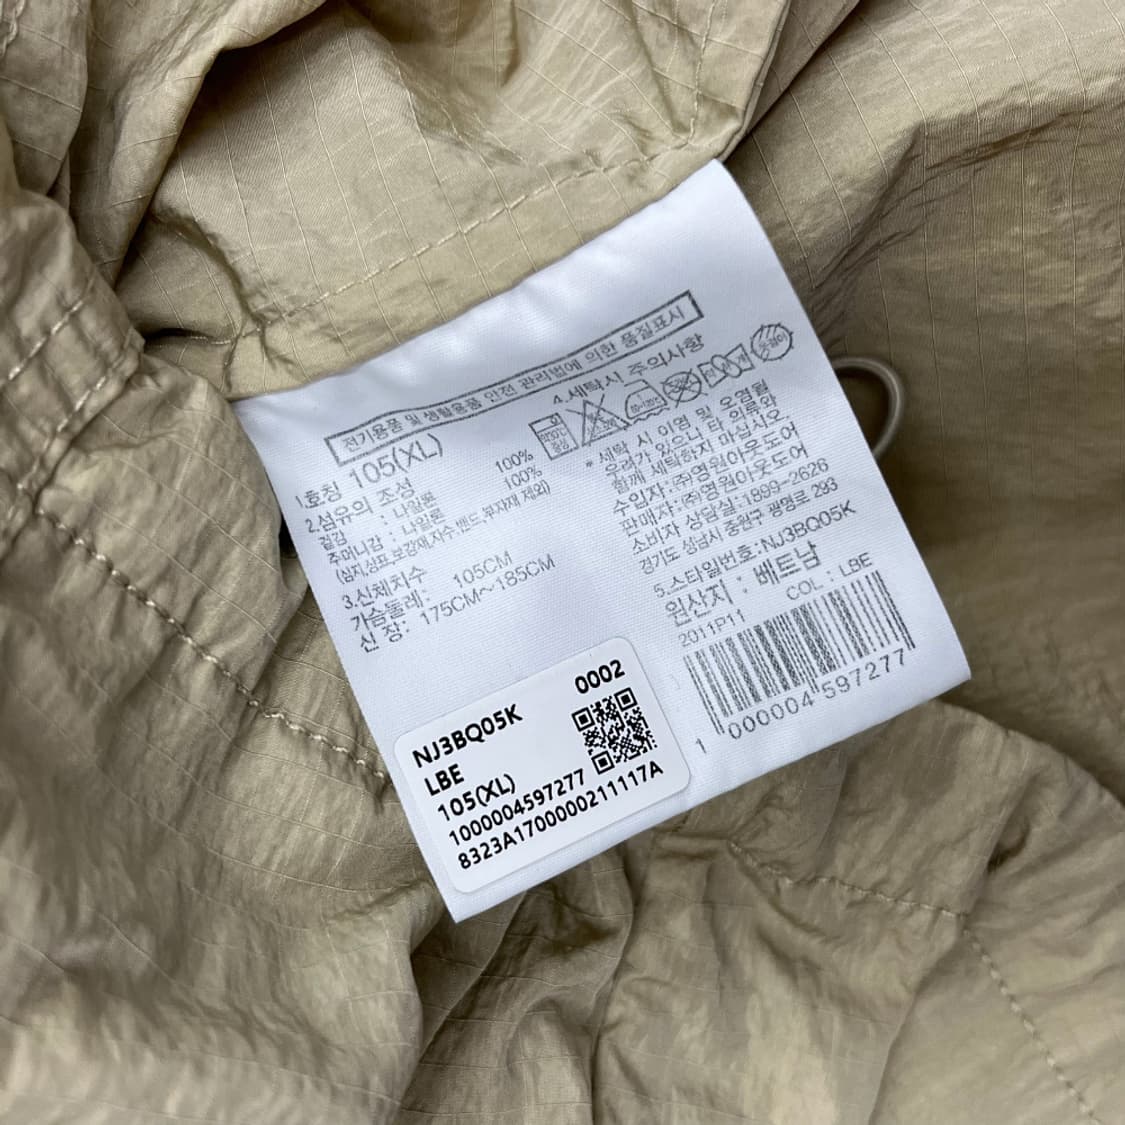 전기용품 및 생활용품 안전 관리법에 의한 품질표시
1.호칭 105(XL)
2.섬유의 조성
겉감 : 나일론 100%
주머니감 : 나일론 100%
(심지,상표,보강재,자수,밴드,부자재 제외)
3.신체치수
가슴둘레: 105CM
신 장: 175CM~185CM
4.세탁시 주의사항
* 세탁 시 이염 및 오염될
우려가 있으니 타 의류와
함께 세탁하지 마십시오.
수입자:(주)영원아웃도어
판매자:(주)영원아웃도어
소비자 상담실:1899-2626
경기도 성남시 중원구 광명로 293
5.스타일번호:NJ3BQ05K
원산지 : 베트남
2011P11 COL : LBE
1 000004 597277
0002
NJ3BQ05K
LBE
105(XL)
1000004597277
8323A1700000211117A